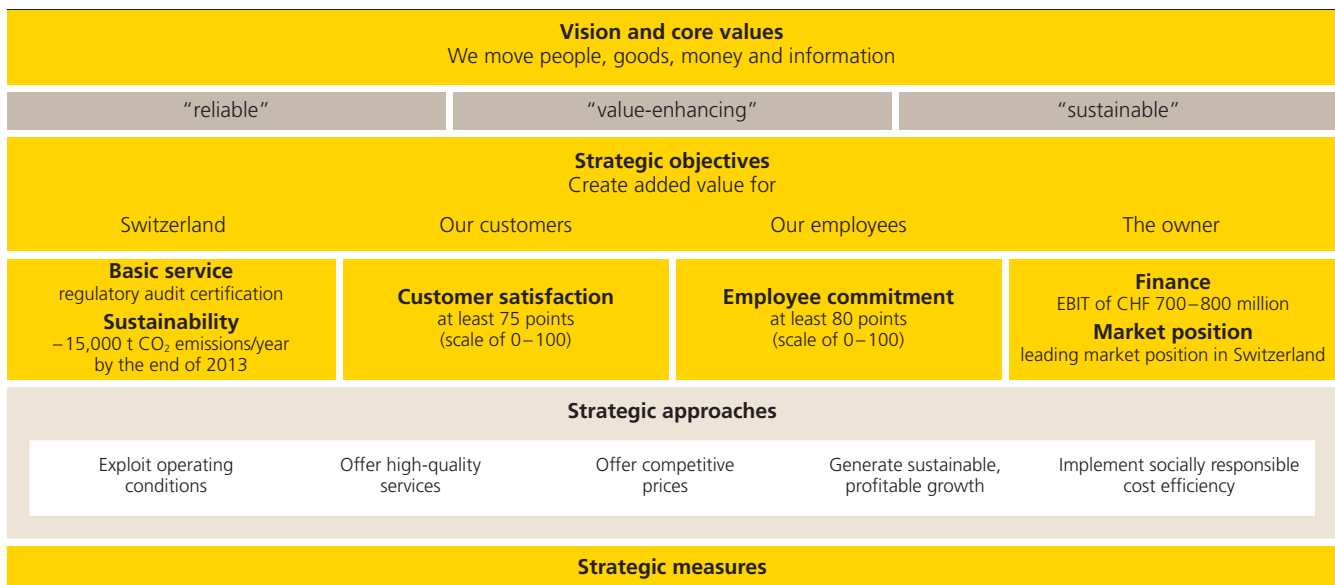 Vision and core values
We move people, goods, money and information
“reliable”
“value-enhancing”
“sustainable”
Strategic objectives
Create added value for
Switzerland
Our customers
Our employees
The owner
Basic service
regulatory audit certification
Sustainability
–15,000 t CO₂ emissions/year
by the end of 2013
Customer satisfaction
at least 75 points
(scale of 0–100)
Employee commitment
at least 80 points
(scale of 0–100)
Finance
EBIT of CHF 700–800 million
Market position
leading market position in Switzerland
Strategic approaches
Exploit operating
conditions
Offer high-quality
services
Offer competitive
prices
Generate sustainable,
profitable growth
Implement socially responsible
cost efficiency
Strategic measures